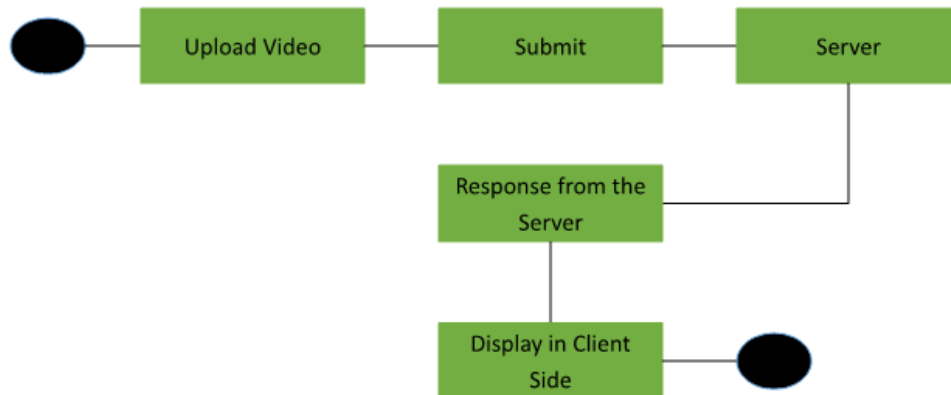 Upload Video
Submit
Server
Response from the
Server
Display in Client
Side